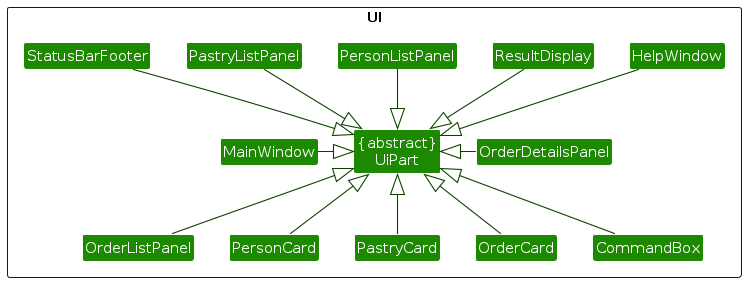 UI
StatusBarFooter
PastryListPanel
PersonListPanel
ResultDisplay
HelpWindow
MainWindow
{abstract}
UiPart
OrderDetailsPanel
OrderListPanel
PersonCard
PastryCard
OrderCard
CommandBox